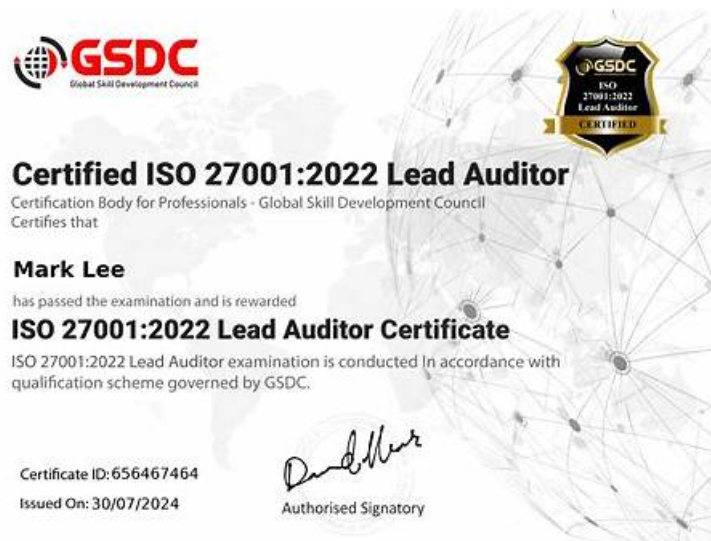 GSDC
Global Skill Development Council
GSDC
ISO
27001:2022
Lead Auditor
CERTIFIED
Certified ISO 27001:2022 Lead Auditor
Certification Body for Professionals - Global Skill Development Council
Certifies that
Mark Lee
has passed the examination and is rewarded
ISO 27001:2022 Lead Auditor Certificate
ISO 27001:2022 Lead Auditor examination is conducted In accordance with
qualification scheme governed by GSDC.
Certificate ID: 656467464
Issued On: 30/07/2024
Authorised Signatory